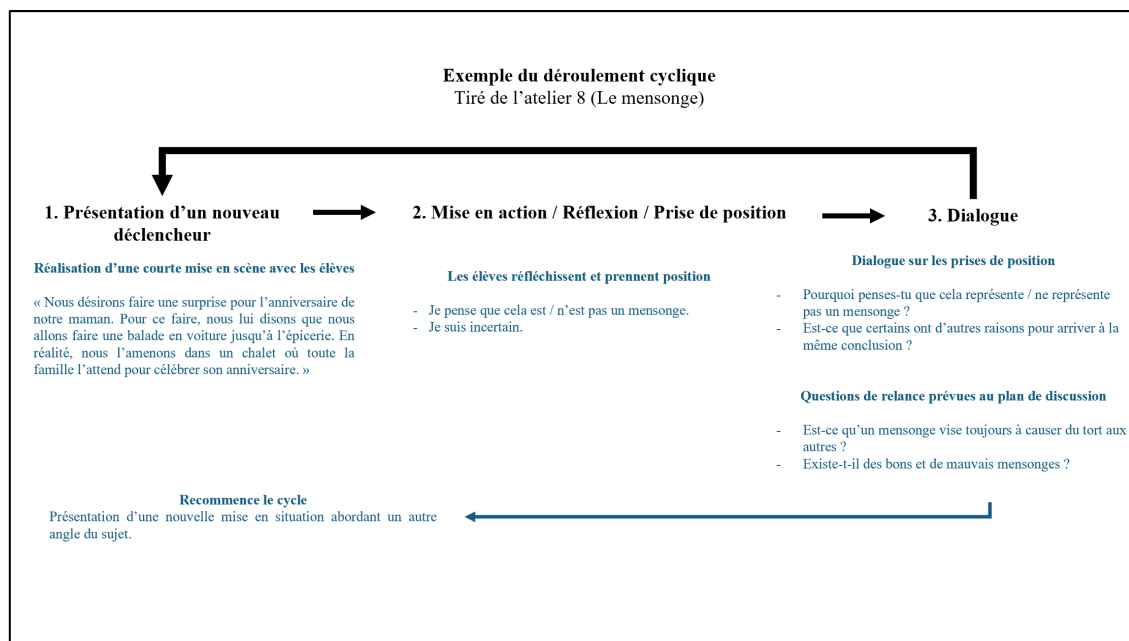 Exemple du déroulement cyclique
Tiré de l'atelier 8 (Le mensonge)
1. Présentation d'un nouveau
déclencheur
Réalisation d'une courte mise en scène avec les élèves
« Nous désirons faire une surprise pour l'anniversaire de
notre maman. Pour ce faire, nous lui disons que nous
allons faire une balade en voiture jusqu'à l'épicerie. En
réalité, nous l'amenons dans un chalet où toute la
famille l'attend pour célébrer son anniversaire. »
2. Mise en action / Réflexion / Prise de position
Les élèves réfléchissent et prennent position
- Je pense que cela est / n'est pas un mensonge.
- Je suis incertain.
3. Dialogue
Dialogue sur les prises de position
- Pourquoi penses-tu que cela représente / ne représente
pas un mensonge ?
- Est-ce que certains ont d'autres raisons pour arriver à la
même conclusion ?
Questions de relance prévues au plan de discussion
- Est-ce qu'un mensonge vise toujours à causer du tort aux
autres ?
- Existe-t-il des bons et de mauvais mensonges ?
Recommence le cycle
Présentation d'une nouvelle mise en situation abordant un autre
angle du sujet.